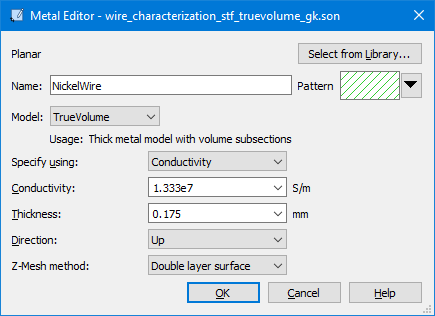 Metal Editor - wire_characterization_stf_truevolume_gk.son
Planar Select from Library...
Name: NickelWire Pattern
Model: TrueVolume
Usage: Thick metal model with volume subsections
Specify using: Conductivity
Conductivity: 1.333e7 S/m
Thickness: 0.175 mm
Direction: Up
Z-Mesh method: Double layer surface
OK Cancel Help